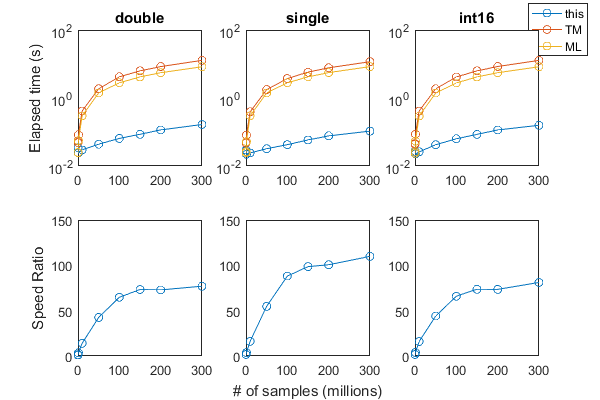 double single int16
this
TM
ML
Elapsed time (s)
10^2 10^2 10^2
10^0 10^0 10^0
10^-2 10^-2 10^-2
0 100 200 300 0 100 200 300 0 100 200 300
Speed Ratio
150 150 150
100 100 100
50 50 50
0 0 0
0 100 200 300 0 100 200 300 0 100 200 300
# of samples (millions)